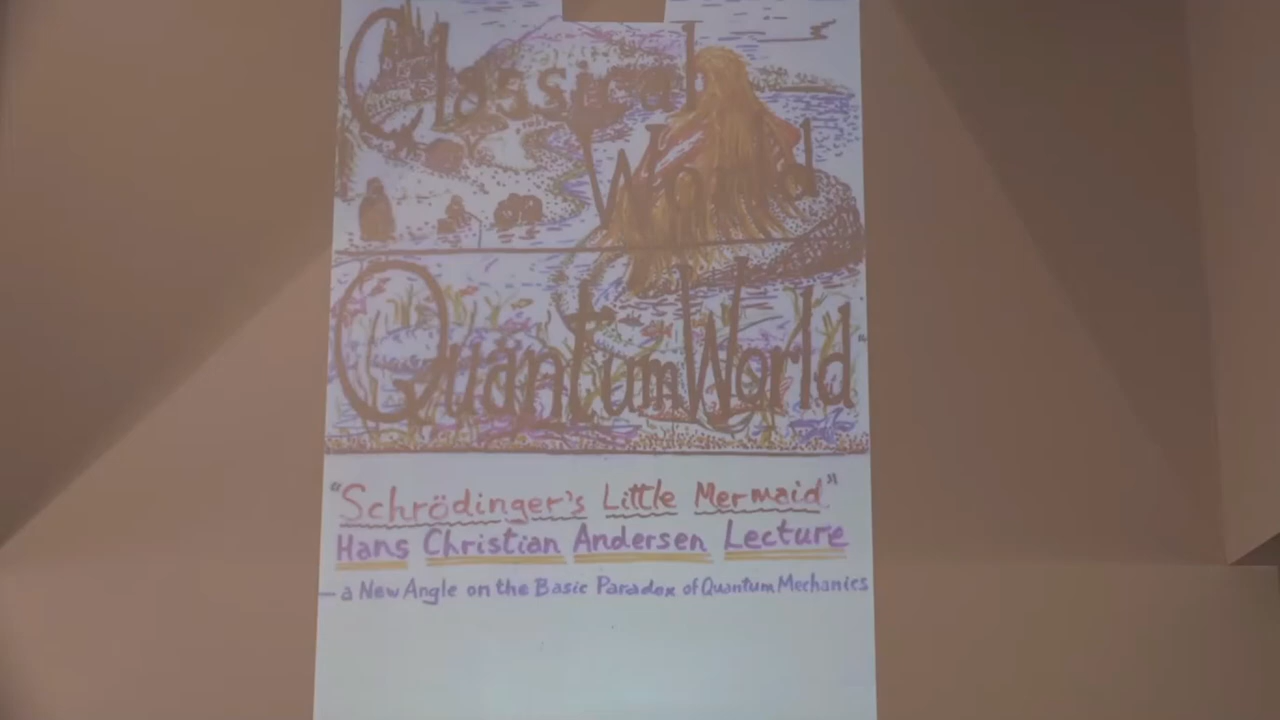 Classical
World
Quantum World
"Schrödinger's Little Mermaid"
Hans Christian Andersen Lecture
— a New Angle on the Basic Paradox of Quantum Mechanics